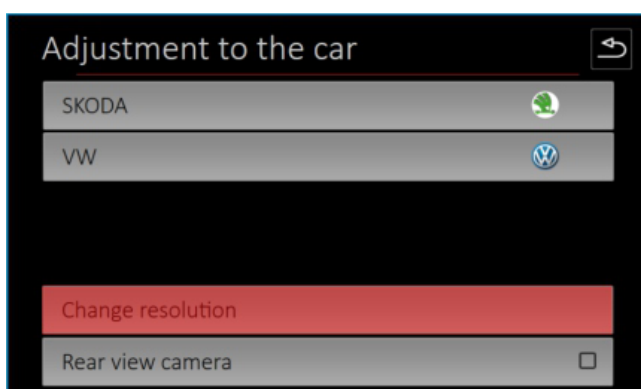 Adjustment to the car
SKODA
VW
Change resolution
Rear view camera